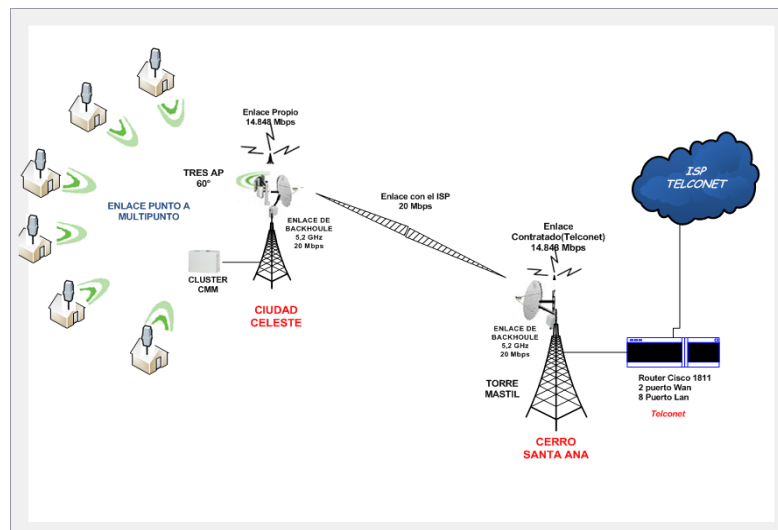 Enlace Propio
14.848 Mbps
TRES AP
60°
ENLACE PUNTO A
MULTIPUNTO
ENLACE DE
BACKHOULE
5,2 GHz
20 Mbps
CLUSTER
CMM
CIUDAD
CELESTE
Enlace con el ISP
20 Mbps
ISP
TELCONET
Enlace
Contratado(Telconet)
14.848 Mbps
ENLACE DE
BACKHOULE
5,2 GHz
20 Mbps
TORRE
MASTIL
CERRO
SANTA ANA
Router Cisco 1811
2 puerto Wan
8 Puerto Lan
Telconet